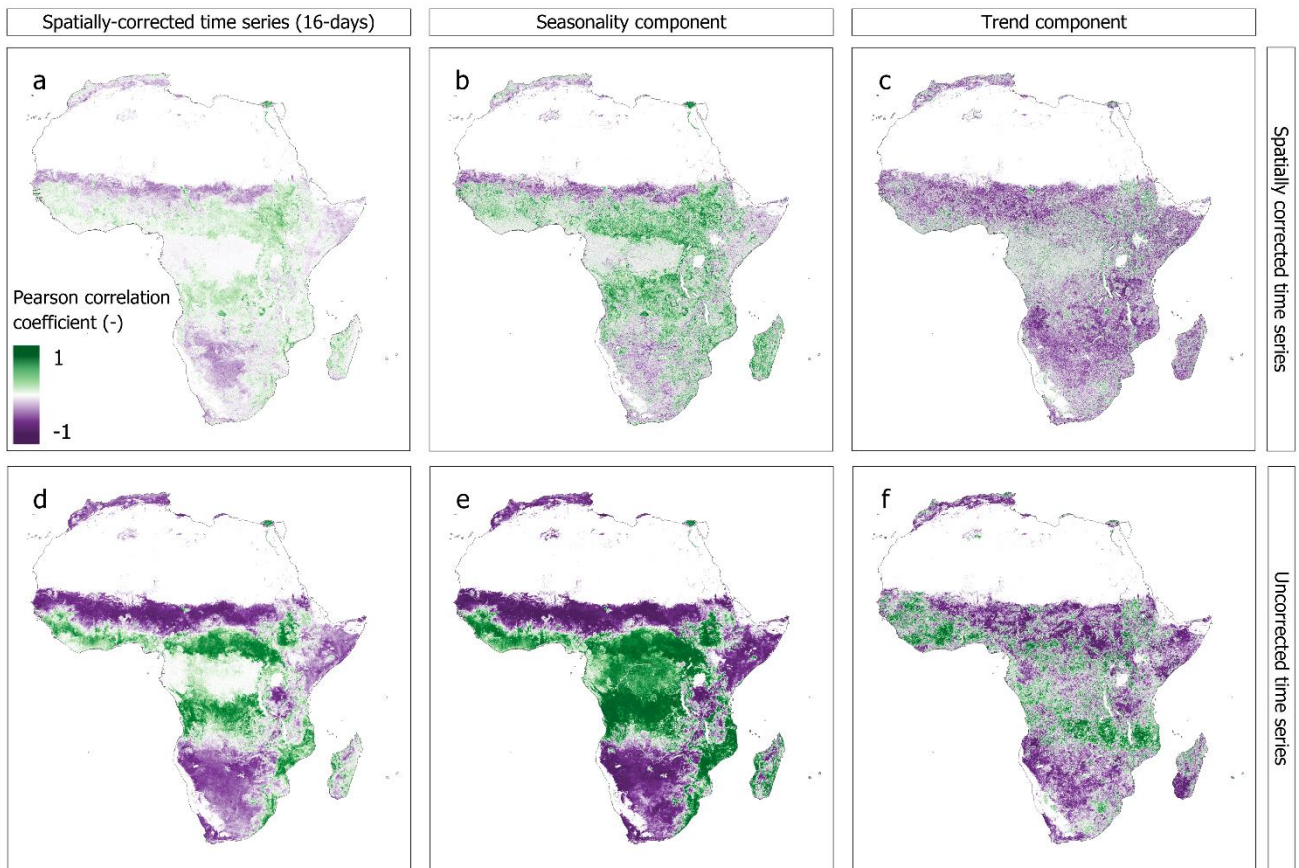 Spatially-corrected time series (16-days)
Seasonality component
Trend component
a
b
c
Spatially corrected time series
Pearson correlation
coefficient (-)
1
-1
d
e
f
Uncorrected time series